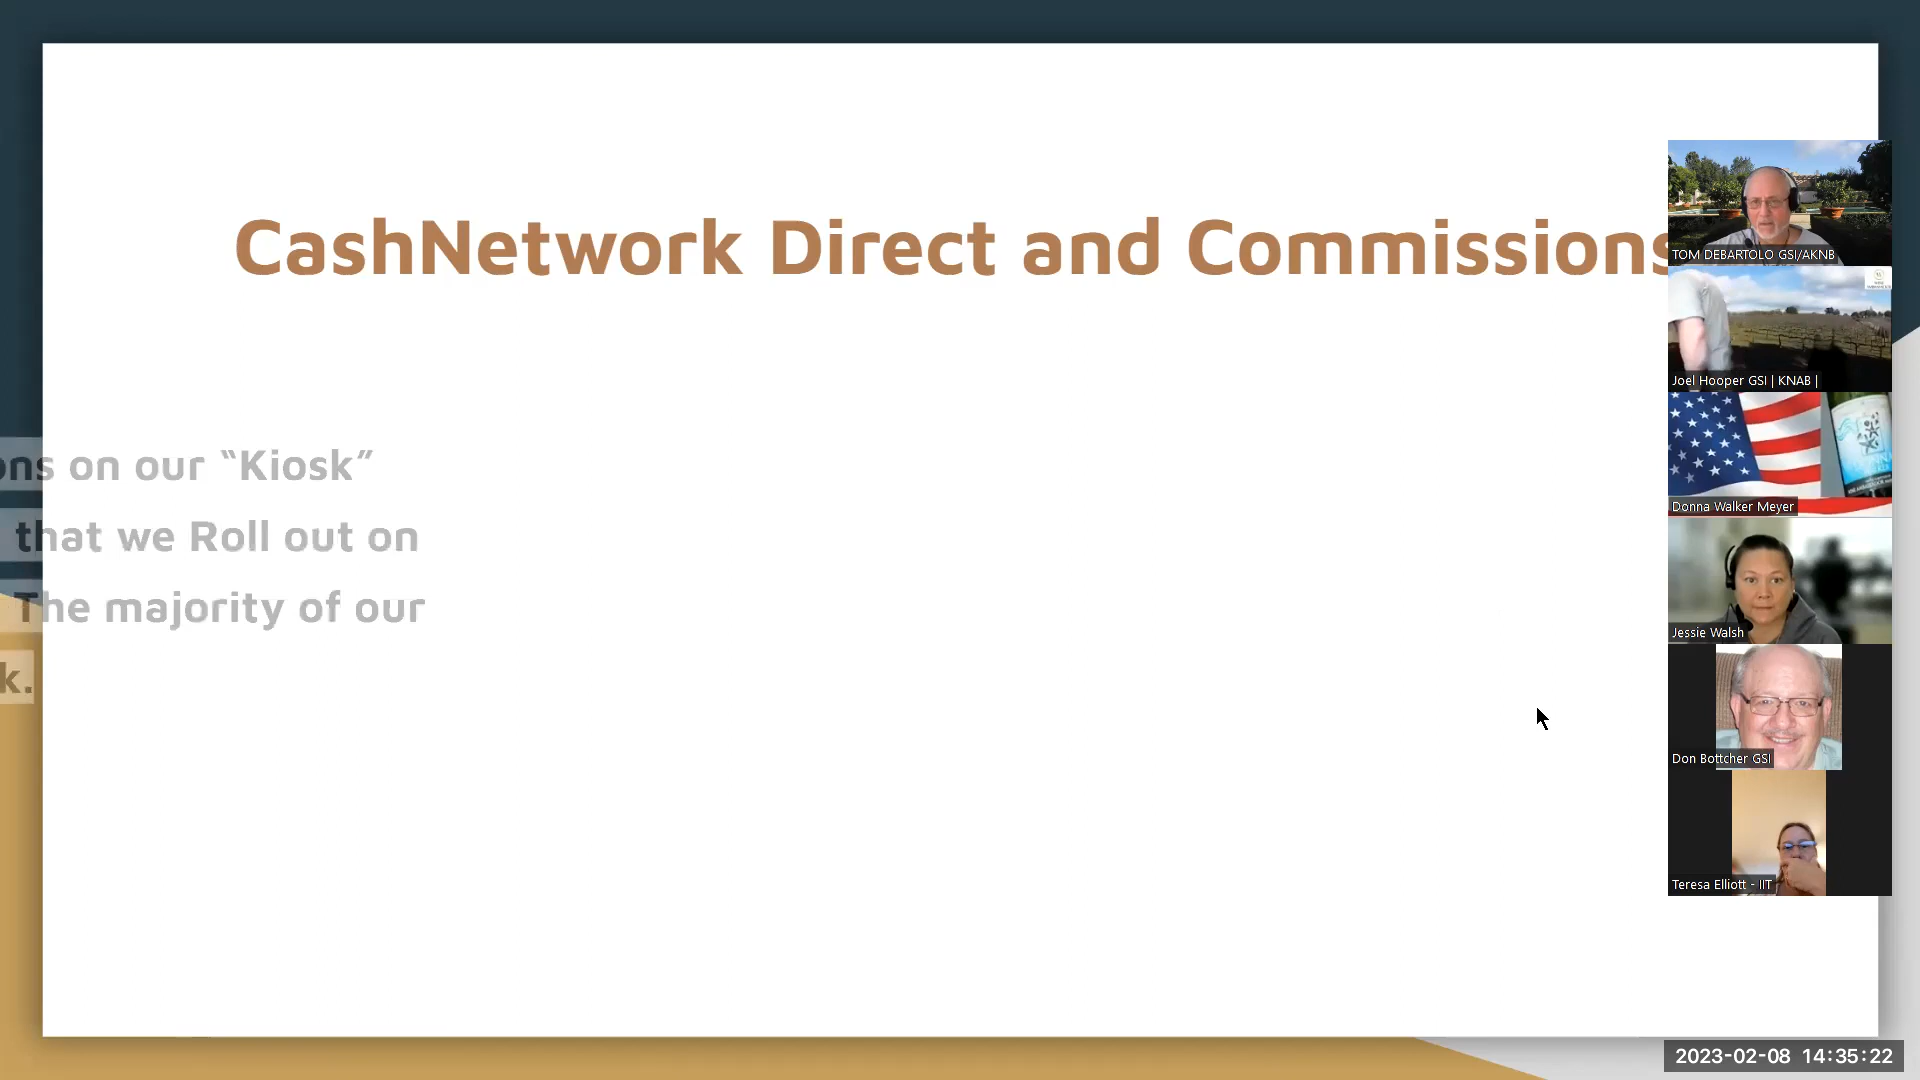 CashNetwork Direct and Commissions
ons on our “Kiosk”
that we Roll out on
The majority of our
k.
TOM DEBARTOLO GSI/AKNB
Joel Hooper GSI | KNAB |
Donna Walker Meyer
Jessie Walsh
Don Bottcher GSI
Teresa Elliott - IIT
2023-02-08 14:35:22